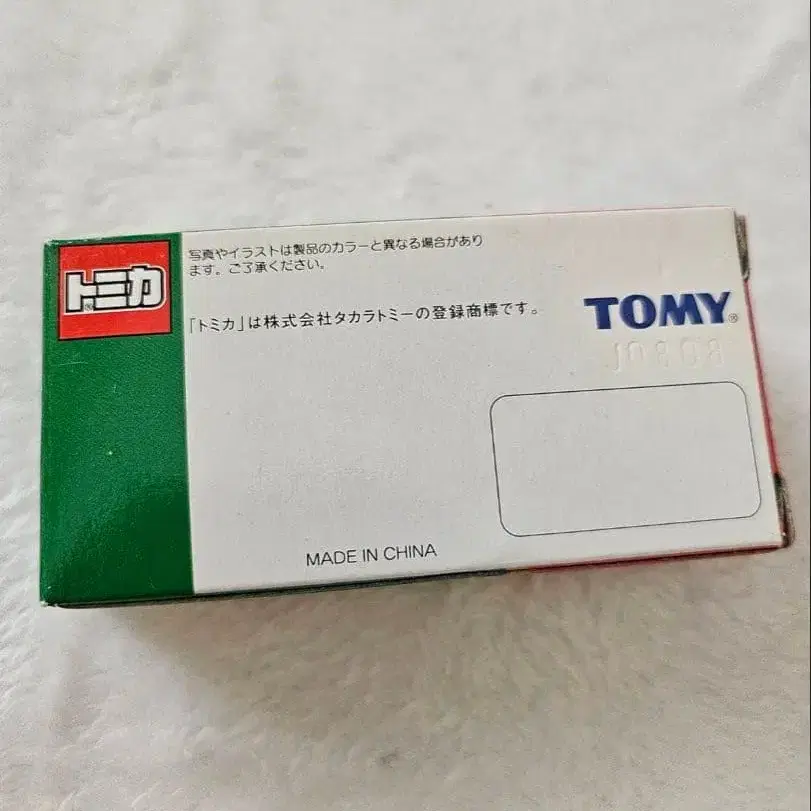 トミカ®
写真やイラストは製品のカラーと異なる場合があり
ます。ご了承ください。
「トミカ」は株式会社タカラトミーの登録商標です。
TOMY®
MADE IN CHINA